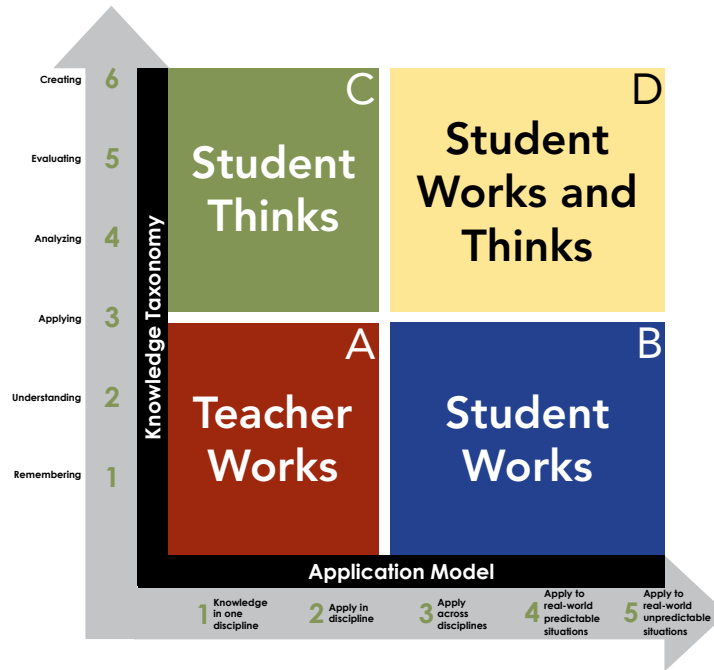 Creating 6
Evaluating 5
Analyzing 4
Applying 3
Understanding 2
Remembering 1
Knowledge Taxonomy
C
Student
Thinks
D
Student
Works and
Thinks
A
Teacher
Works
B
Student
Works
Application Model
1 Knowledge
in one
discipline
2 Apply in
discipline
3 Apply
across
disciplines
4 Apply to
real-world
predictable
situations
5 Apply to
real-world
unpredictable
situations